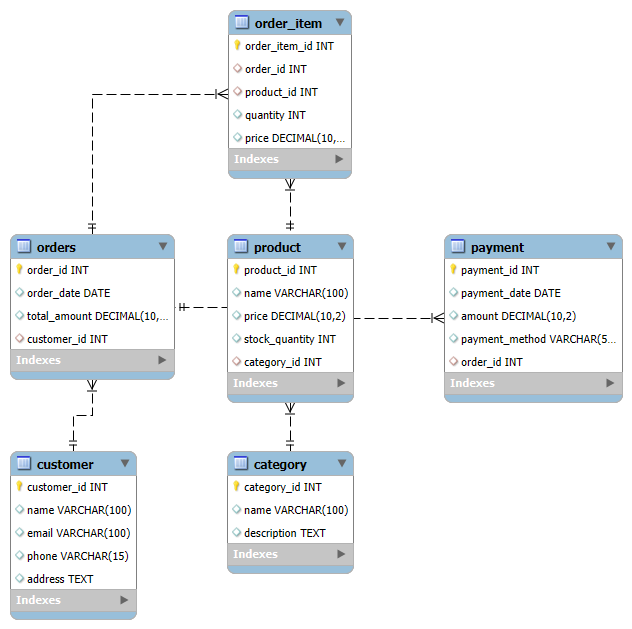 order_item
order_item_id INT
order_id INT
product_id INT
quantity INT
price DECIMAL(10,...
Indexes
orders
order_id INT
order_date DATE
total_amount DECIMAL(10,...
customer_id INT
Indexes
product
product_id INT
name VARCHAR(100)
price DECIMAL(10,2)
stock_quantity INT
category_id INT
Indexes
payment
payment_id INT
payment_date DATE
amount DECIMAL(10,2)
payment_method VARCHAR(5...
order_id INT
Indexes
customer
customer_id INT
name VARCHAR(100)
email VARCHAR(100)
phone VARCHAR(15)
address TEXT
Indexes
category
category_id INT
name VARCHAR(100)
description TEXT
Indexes